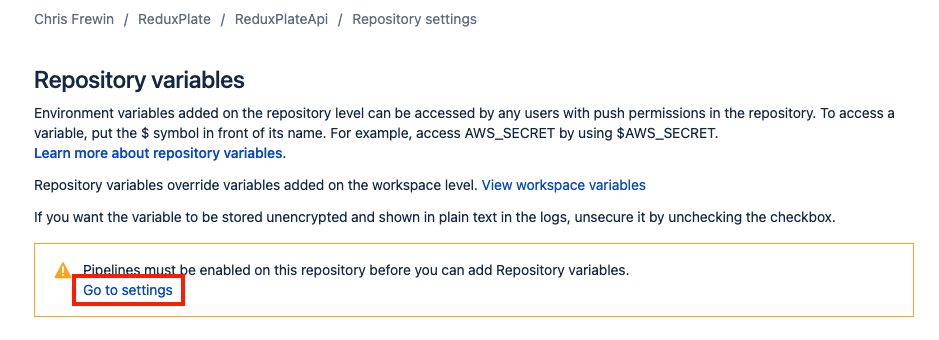 Chris Frewin / ReduxPlate / ReduxPlateApi / Repository settings
Repository variables
Environment variables added on the repository level can be accessed by any users with push permissions in the repository. To access a
variable, put the $ symbol in front of its name. For example, access AWS_SECRET by using $AWS_SECRET.
Learn more about repository variables.
Repository variables override variables added on the workspace level. View workspace variables
If you want the variable to be stored unencrypted and shown in plain text in the logs, unsecure it by unchecking the checkbox.
Pipelines must be enabled on this repository before you can add Repository variables.
Go to settings